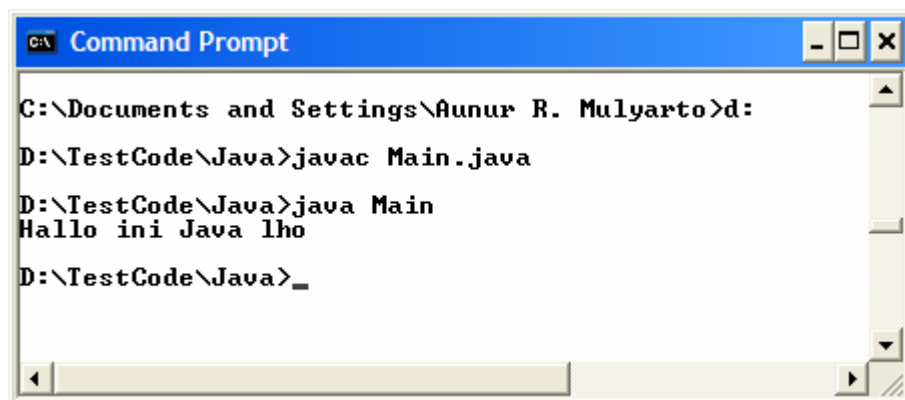 Command Prompt
C:\Documents and Settings\Aunur R. Mulyarto>d:
D:\TestCode\Java>javac Main.java
D:\TestCode\Java>java Main
Hallo ini Java lho
D:\TestCode\Java>_